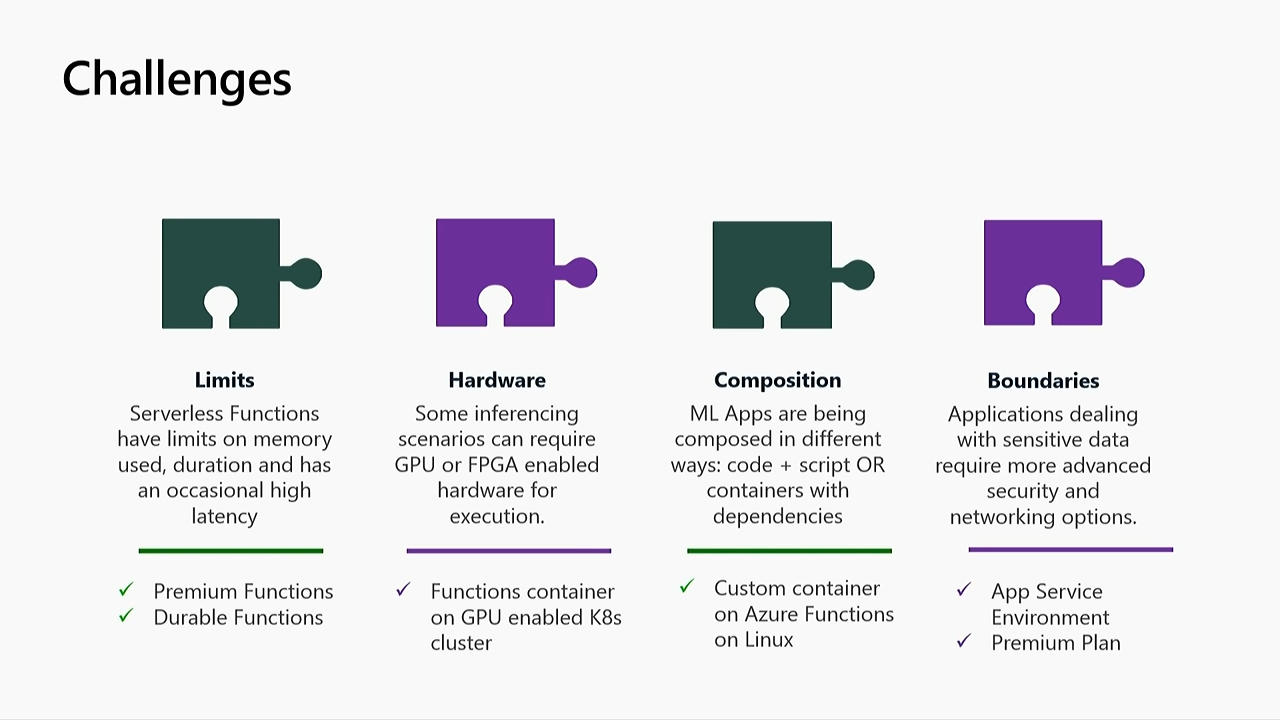 Challenges
Limits
Serverless Functions
have limits on memory
used, duration and has
an occasional high
latency
✓ Premium Functions
✓ Durable Functions
Hardware
Some inferencing
scenarios can require
GPU or FPGA enabled
hardware for
execution.
✓ Functions container
on GPU enabled K8s
cluster
Composition
ML Apps are being
composed in different
ways: code + script OR
containers with
dependencies
✓ Custom container
on Azure Functions
on Linux
Boundaries
Applications dealing
with sensitive data
require more advanced
security and
networking options.
✓ App Service
Environment
✓ Premium Plan